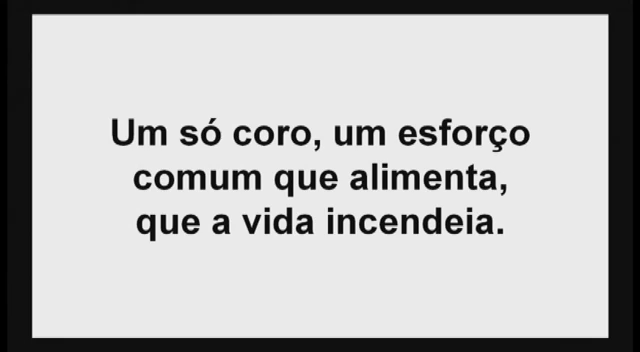 Um só coro, um esforço
comum que alimenta,
que a vida incendeia.